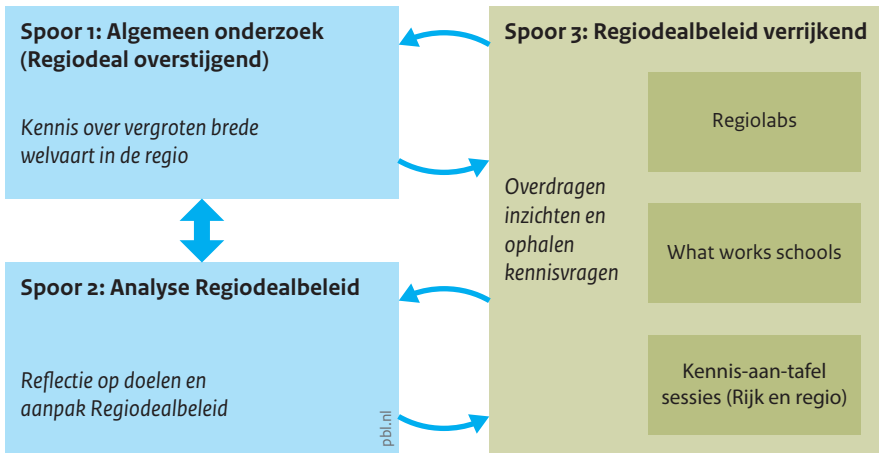 Spoor 1: Algemeen onderzoek
(Regiodeal overstijgend)
Kennis over vergroten brede
welvaart in de regio
Spoor 2: Analyse Regiodealbeleid
Reflectie op doelen en
aanpak Regiodealbeleid
pbl.nl
Spoor 3: Regiodealbeleid verrijkend
Overdragen
inzichten en
ophalen
kennisvragen
Regiolabs
What works schools
Kennis-aan-tafel
sessies (Rijk en regio)